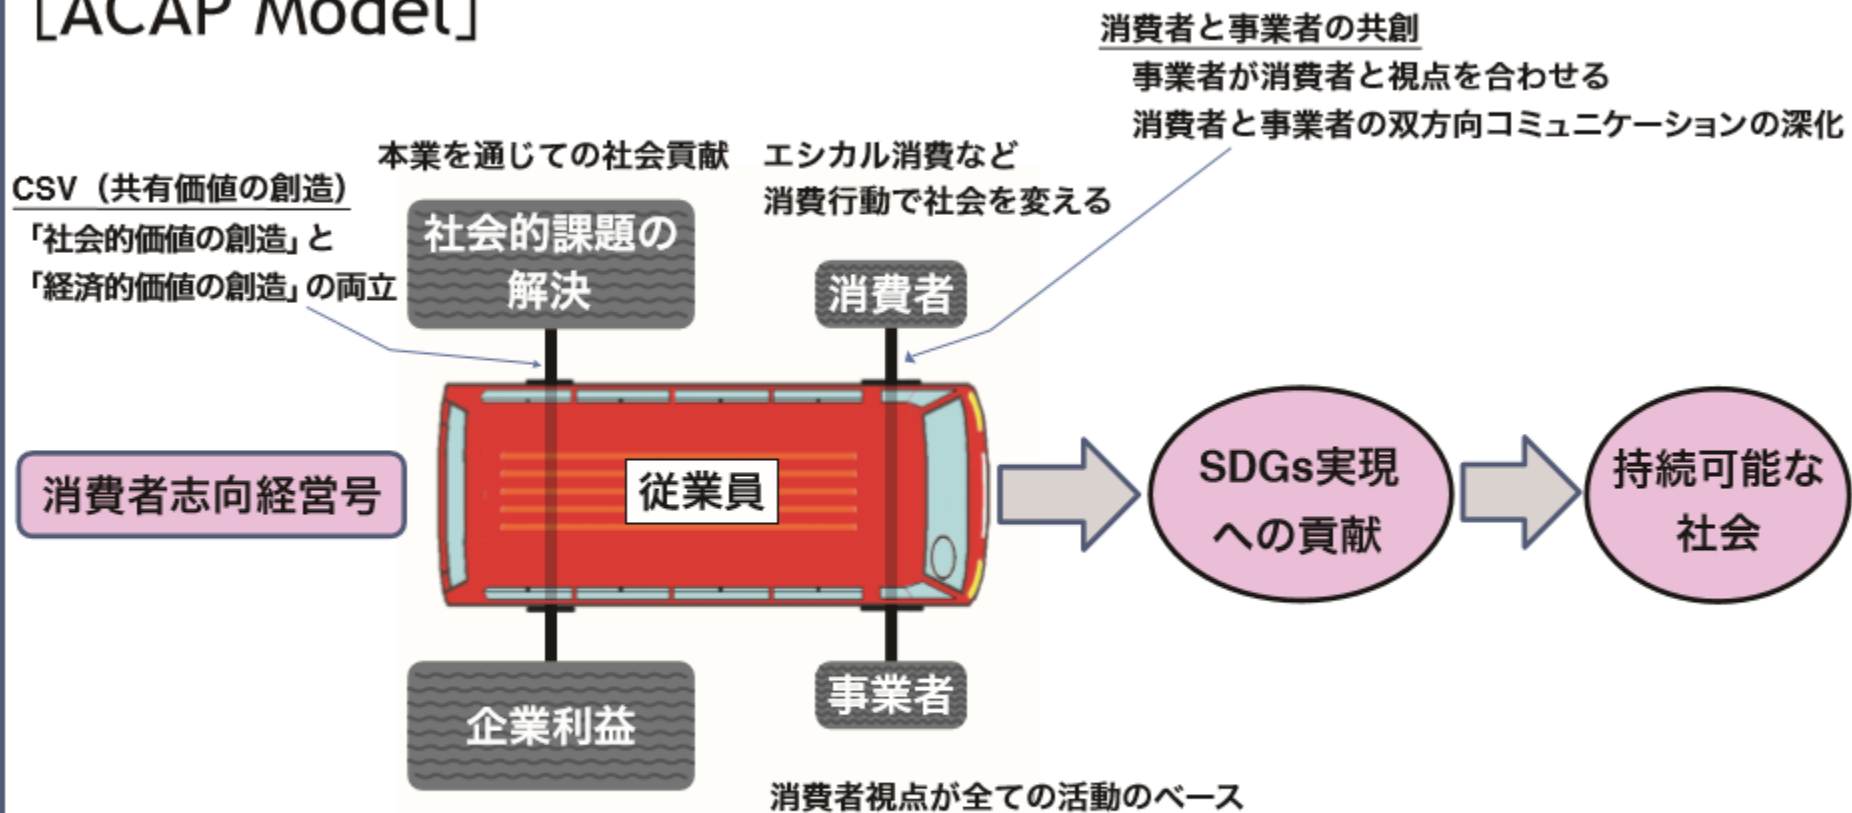 [ACAP Model]
消費者と事業者の共創
事業者が消費者と視点を合わせる
消費者と事業者の双方向コミュニケーションの深化
本業を通じての社会貢献
エシカル消費など
消費行動で社会を変える
CSV（共有価値の創造）
「社会的価値の創造」と
「経済的価値の創造」の両立
社会的課題の
解決
消費者
消費者志向経営号
従業員
SDGs実現
への貢献
持続可能な
社会
企業利益
事業者
消費者視点が全ての活動のベース